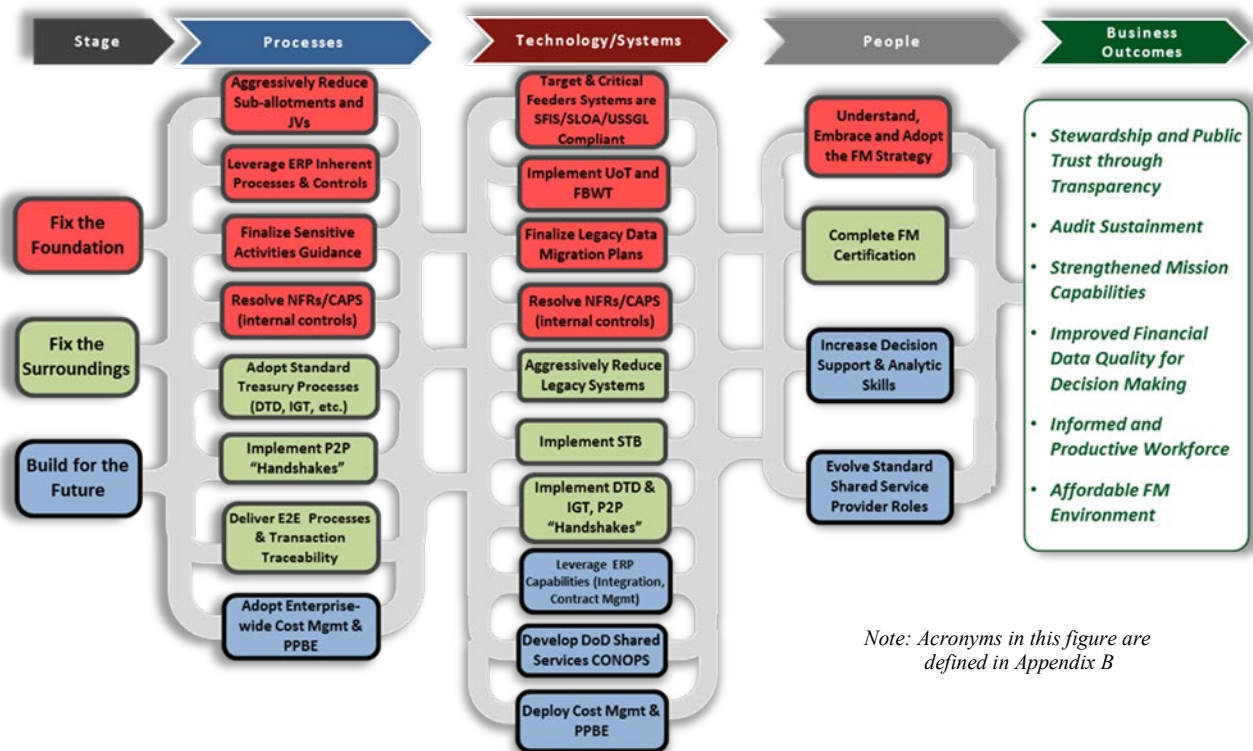 Stage
Processes
Technology/Systems
People
Business
Outcomes
Fix the
Foundation
Fix the
Surroundings
Build for the
Future
Aggressively Reduce
Sub-allotments and
JVs
Leverage ERP Inherent
Processes & Controls
Finalize Sensitive
Activities Guidance
Resolve NFRs/CAPS
(internal controls)
Adopt Standard
Treasury Processes
(DTD, IGT, etc.)
Implement P2P
“Handshakes”
Deliver E2E Processes
& Transaction
Traceability
Adopt Enterprise-
wide Cost Mgmt &
PPBE
Target & Critical
Feeders Systems are
SFIS/SLOA/USSGL
Compliant
Implement UoT and
FBWT
Finalize Legacy Data
Migration Plans
Resolve NFRs/CAPS
(internal controls)
Aggressively Reduce
Legacy Systems
Implement STB
Implement DTD &
IGT, P2P
“Handshakes”
Leverage ERP
Capabilities (Integration,
Contract Mgmt)
Develop DoD Shared
Services CONOPS
Deploy Cost Mgmt &
PPBE
Understand,
Embrace and Adopt
the FM Strategy
Complete FM
Certification
Increase Decision
Support & Analytic
Skills
Evolve Standard
Shared Service
Provider Roles
• Stewardship and Public
Trust through
Transparency
• Audit Sustainment
• Strengthened Mission
Capabilities
• Improved Financial
Data Quality for
Decision Making
• Informed and
Productive Workforce
• Affordable FM
Environment
Note: Acronyms in this figure are
defined in Appendix B